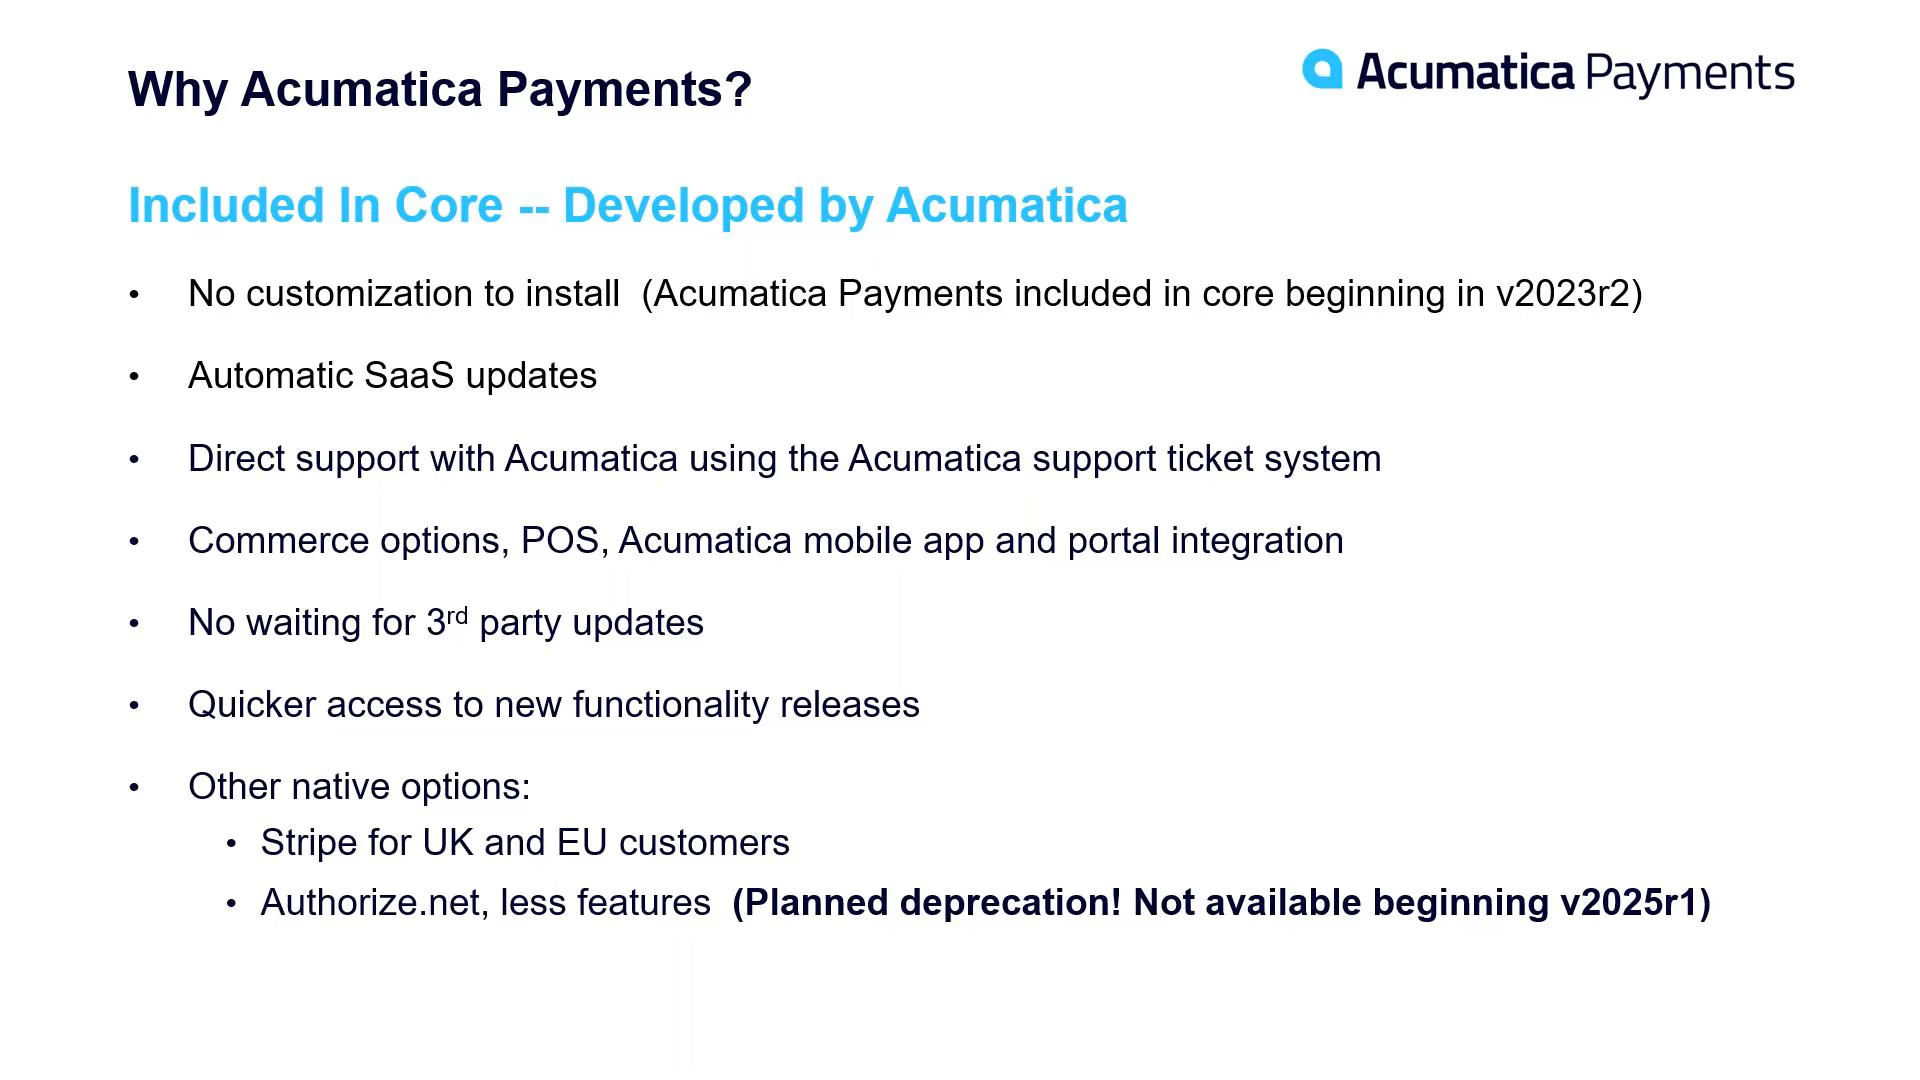 Why Acumatica Payments?
Acumatica Payments
Included In Core -- Developed by Acumatica
• No customization to install  (Acumatica Payments included in core beginning in v2023r2)
• Automatic SaaS updates
• Direct support with Acumatica using the Acumatica support ticket system
• Commerce options, POS, Acumatica mobile app and portal integration
• No waiting for 3rd party updates
• Quicker access to new functionality releases
• Other native options:
• Stripe for UK and EU customers
• Authorize.net, less features  (Planned deprecation! Not available beginning v2025r1)